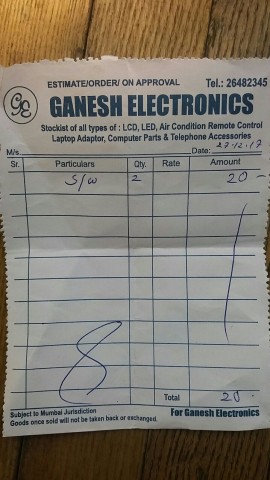 ESTIMATE/ORDER/ ON APPROVAL Tel.: 26482345
GE GANESH ELECTRONICS
Stockist of all types of : LCD, LED, Air Condition Remote Control
Laptop Adaptor, Computer Parts & Telephone Accessories
M/s. Date: 27.12.17
Sr. Particulars Qty. Rate Amount
S/W 2 20 -
Total 20.
Subject to Mumbai Jurisdiction
Goods once sold will not be taken back or exchanged. For Ganesh Electronics